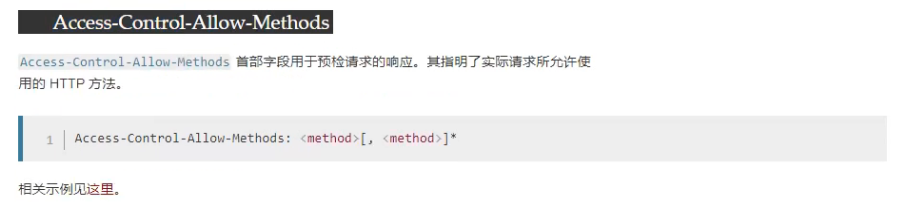 Access-Control-Allow-Methods
Access-Control-Allow-Methods 首部字段用于预检请求的响应。其指明了实际请求所允许使
用的 HTTP 方法。
1 Access-Control-Allow-Methods: <method>[, <method>]*
相关示例见这里。